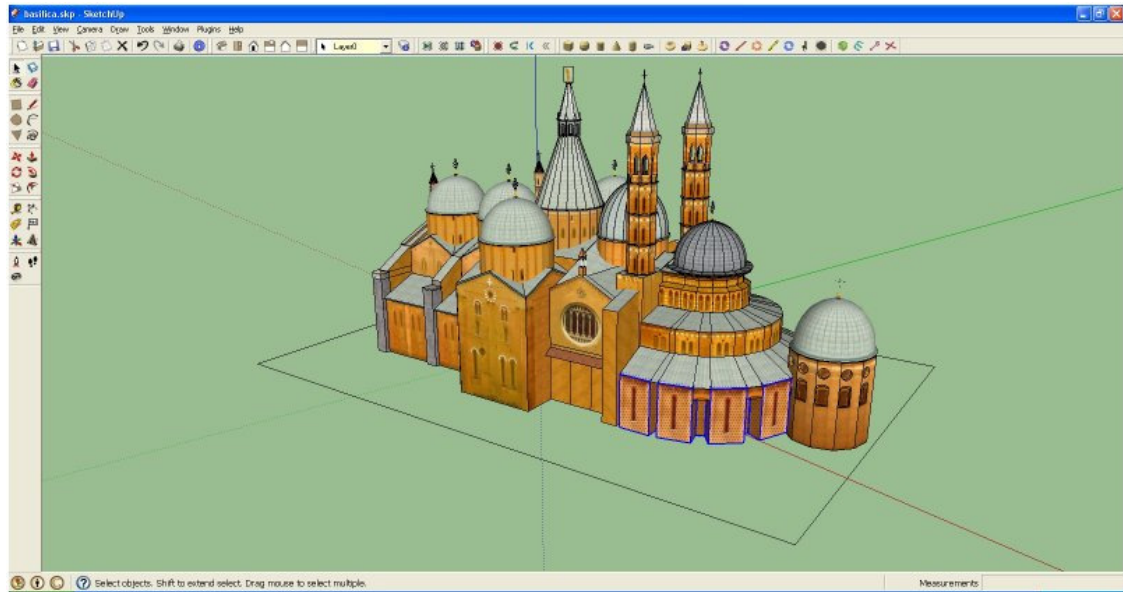 basilica.skp - SketchUp
File Edit View Camera Draw Tools Window Plugins Help
Layer0
Select objects. Shift to extend select. Drag mouse to select multiple.
Measurements